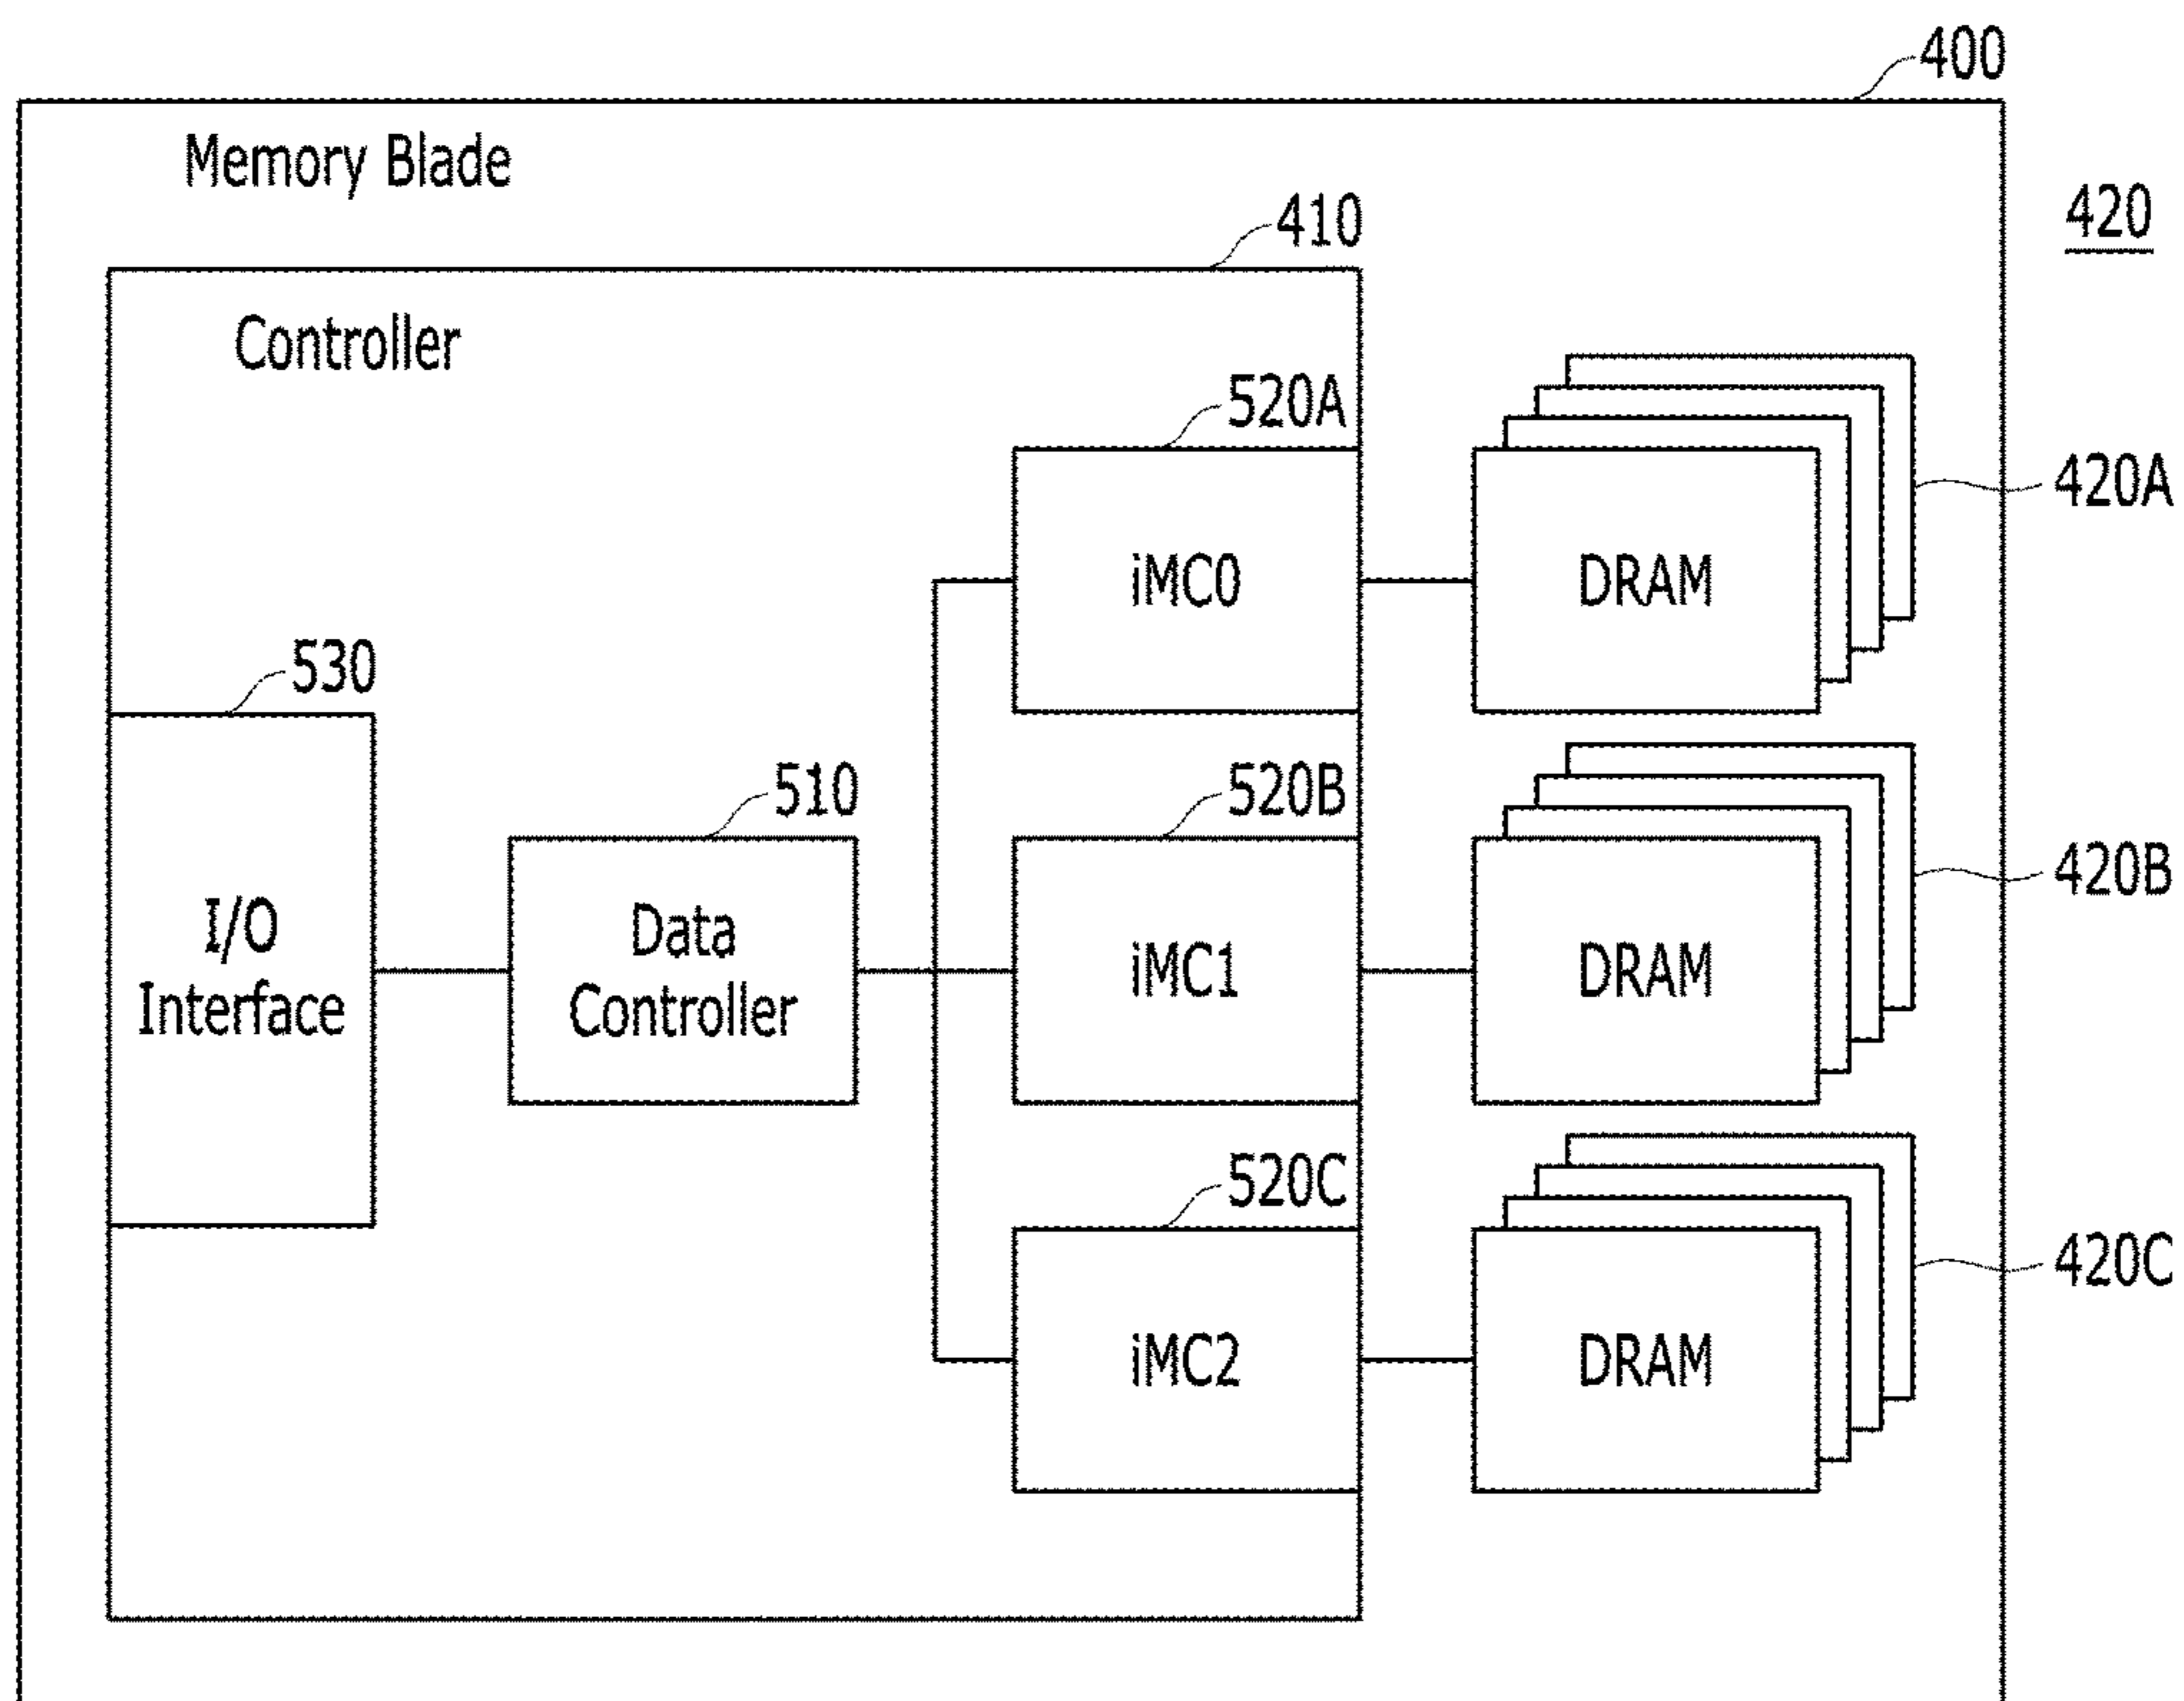 400
Memory Blade
420
410
Controller
520A
420A
iMC0
DRAM
530
510
520B
420B
I/O
Interface
Data
Controller
iMC1
DRAM
520C
420C
iMC2
DRAM